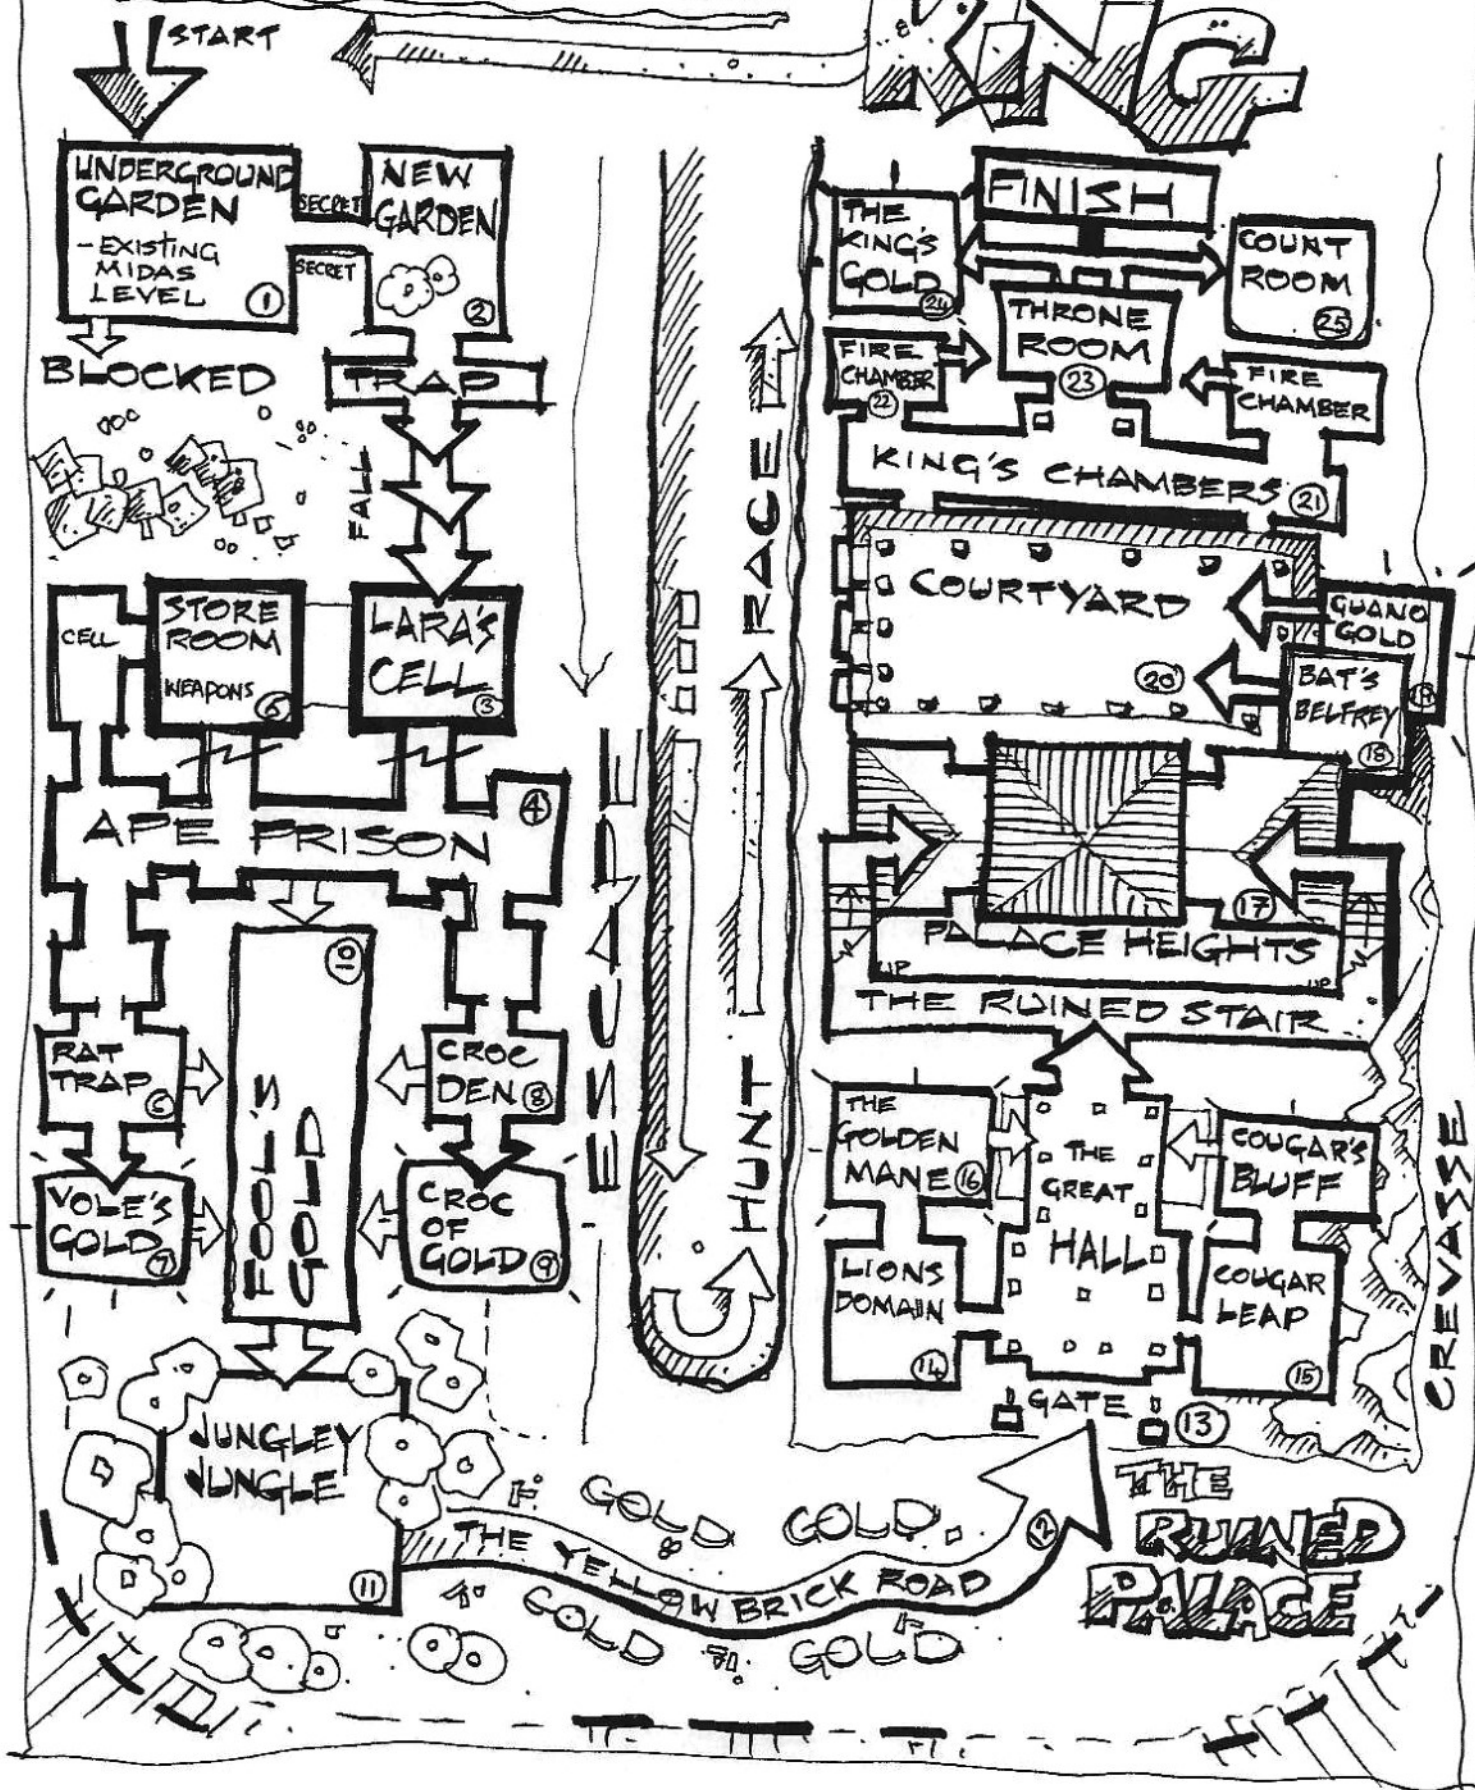 KING
START
UNDERGROUND
GARDEN
-EXISTING
MIDAS
LEVEL
1
SECRET
SECRET
NEW
GARDEN
2
BLOCKED
TRAP
FALL
CELL
STORE
ROOM
WEAPONS
5
LARA'S
CELL
3
APE PRISON
4
10
FOOL'S
GOLD
RAT
TRAP
6
CROC
DEN
8
VOLE'S
GOLD
7
CROC
OF
GOLD
9
JUNGLEY
JUNGLE
11
ESCAPE
HUNT
RACE
THE YELLOW BRICK ROAD
12
GOLD
GOLD
GOLD
GOLD
THE
RUINED
PALACE
GATE
13
LIONS
DOMAIN
14
COUGAR
LEAP
15
THE
GOLDEN
MANE
16
THE
GREAT
HALL
COUGAR'S
BLUFF
CREVASSE
THE RUINED STAIR
UP
UP
PALACE HEIGHTS
17
COURTYARD
20
BAT'S
BELFREY
18
GUANO
GOLD
19
KING'S CHAMBERS
21
FIRE
CHAMBER
22
FIRE
CHAMBER
THRONE
ROOM
23
THE
KING'S
GOLD
24
COUNT
ROOM
25
FINISH